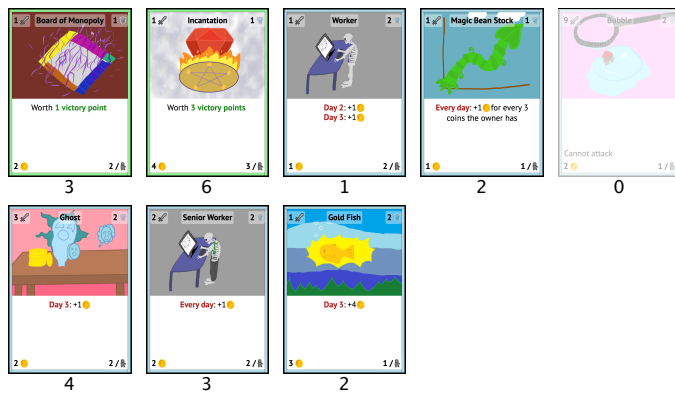 1 Board of Monopoly 1
Worth 1 victory point
2 2 /
3
1 Incantation 1
Worth 3 victory points
4 3 /
6
1 Worker 2
Day 2: +1
Day 3: +1
1 2 /
1
1 Magic Bean Stock 1
Every day: +1 for every 3
coins the owner has
1 1 /
2
9 Bubble 2
Cannot attack
2 1 /
0
3 Ghost 2
Day 3: +1
2 2 /
4
2 Senior Worker 2
Every day: +1
2 2 /
3
1 Gold Fish 2
Day 3: +4
3 1 /
2